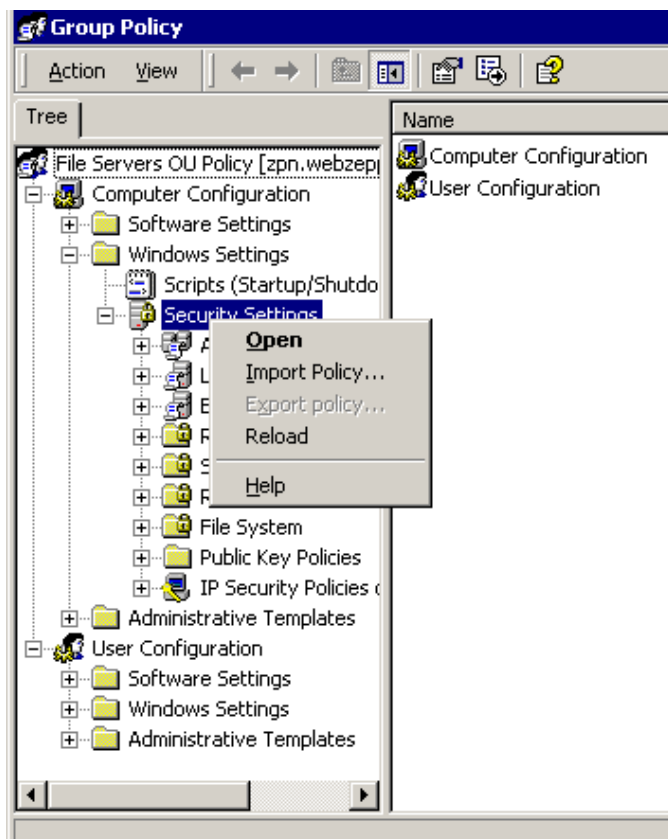 Group Policy
Action View
Tree
Name
File Servers OU Policy [zpn.webzepp
Computer Configuration
User Configuration
Computer Configuration
Software Settings
Windows Settings
Scripts (Startup/Shutdo
Security Settings
Open
Import Policy...
Export policy...
Reload
Help
File System
Public Key Policies
IP Security Policies
Administrative Templates
User Configuration
Software Settings
Windows Settings
Administrative Templates